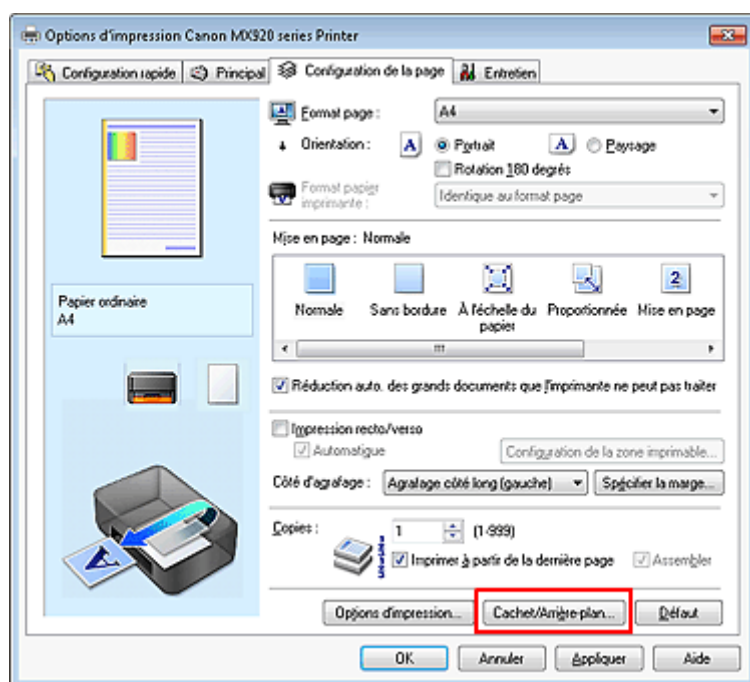 Options d'impression Canon MX920 series Printer
Configuration rapide Principal Configuration de la page Entretien
Format page : A4
Orientation : A Portrait A Paysage
Rotation 180 degrés
Format papier imprimante : Identique au format page
Mise en page : Normale
Normale Sans bordure À l'échelle du papier Proportionnée Mise en page
Papier ordinaire
A4
Réduction auto. des grands documents que l'imprimante ne peut pas traiter
Impression recto/verso
Automatique Configuration de la zone imprimable...
Côté d'agrafage : Agrafage côté long (gauche) Spécifier la marge...
Copies : 1 (1-999)
Imprimer à partir de la dernière page Assembler
Options d'impression... Cachet/Arrière-plan... Défaut
OK Annuler Appliquer Aide